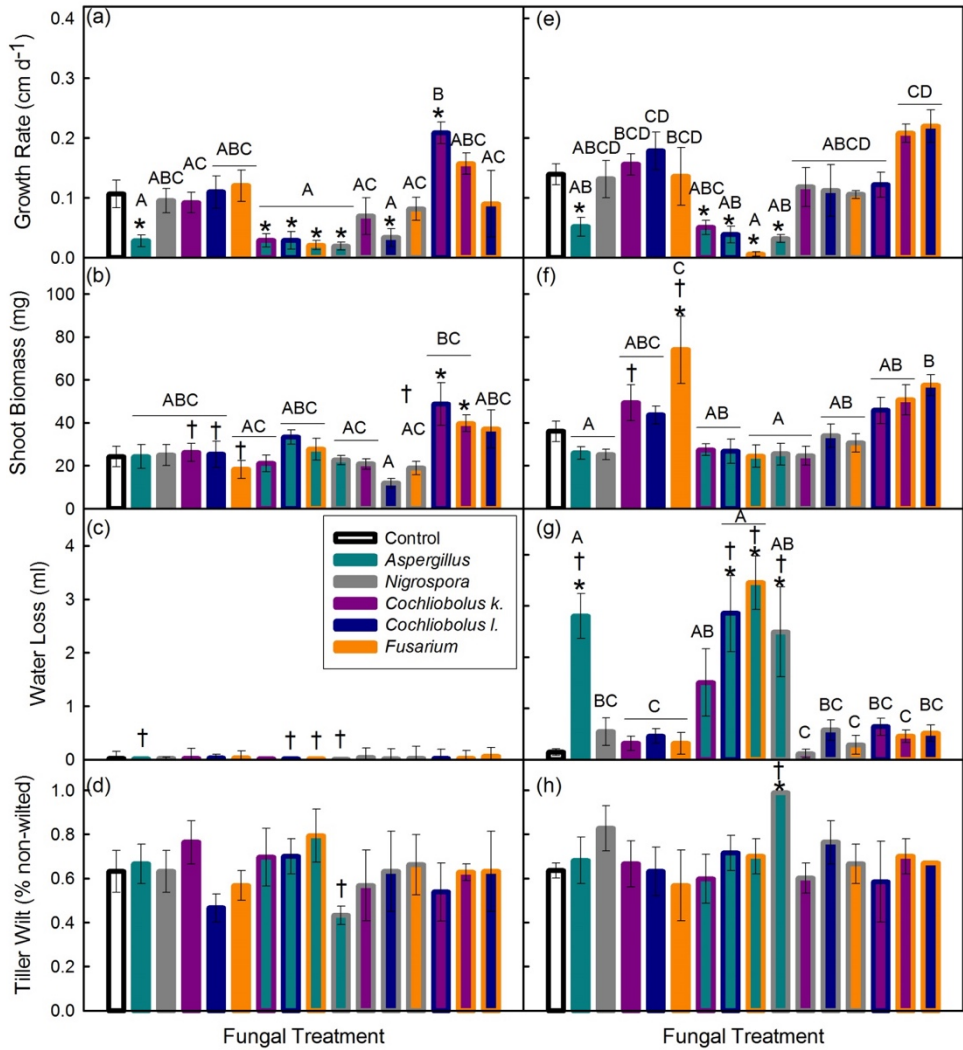 (a)
(e)
Growth Rate (cm d-1)
0.4
0.3
0.2
0.1
0.0
* ABC AC ABC A * * * * AC A * AC B * ABC AC
AB * ABCD BCD CD BCD ABC * AB * A * AB * ABCD CD
(b)
(f)
Shoot Biomass (mg)
100
80
60
40
20
0
ABC † † † AC ABC AC A † AC BC * * ABC
A ABC † C † * AB A AB AB B
(c)
(g)
Water Loss (ml)
4
3
2
1
0
† † † †
A † * BC C AB A † * † * AB † * C BC C BC C BC
Control
Aspergillus
Nigrospora
Cochliobolus k.
Cochliobolus l.
Fusarium
(d)
(h)
Tiller Wilt (% non-wilted)
1.0
0.8
0.6
0.4
0.2
0.0
†
† *
Fungal Treatment
Fungal Treatment